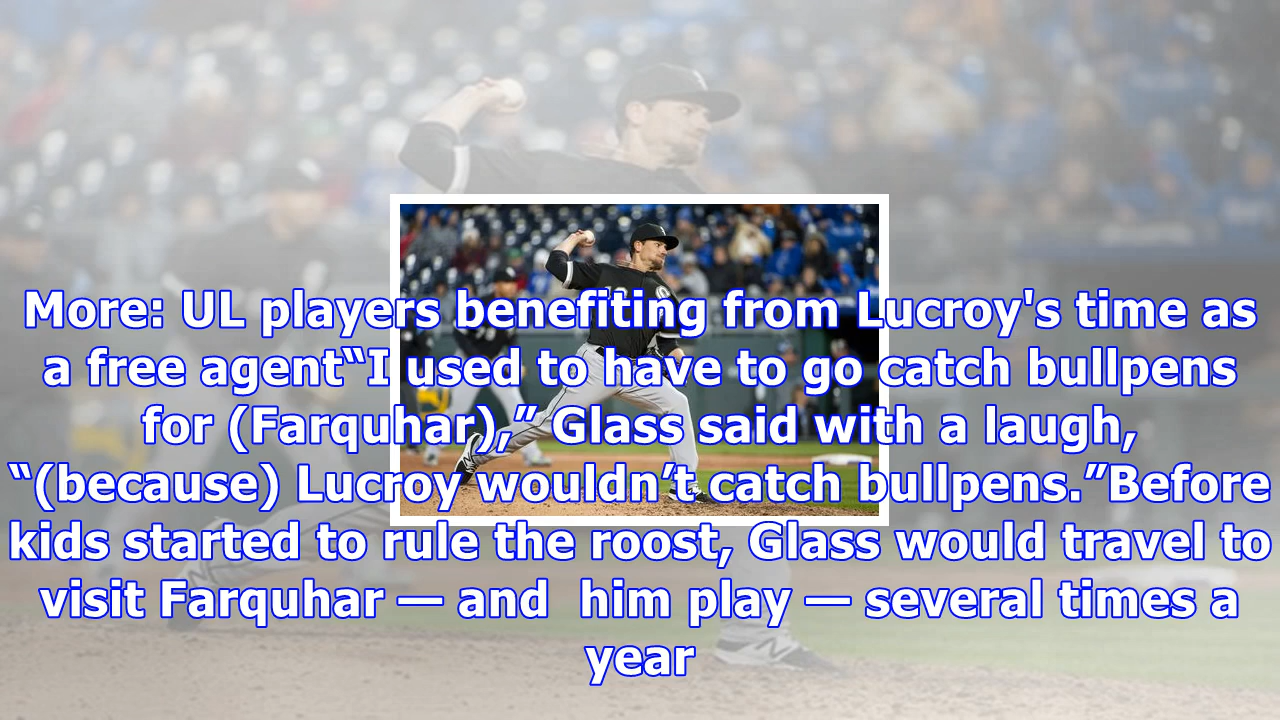 More: UL players benefiting from Lucroy's time as
a free agent“I used to have to go catch bullpens
for (Farquhar),” Glass said with a laugh,
“(because) Lucroy wouldn’t catch bullpens.”Before
kids started to rule the roost, Glass would travel to
visit Farquhar — and  him play — several times a
year